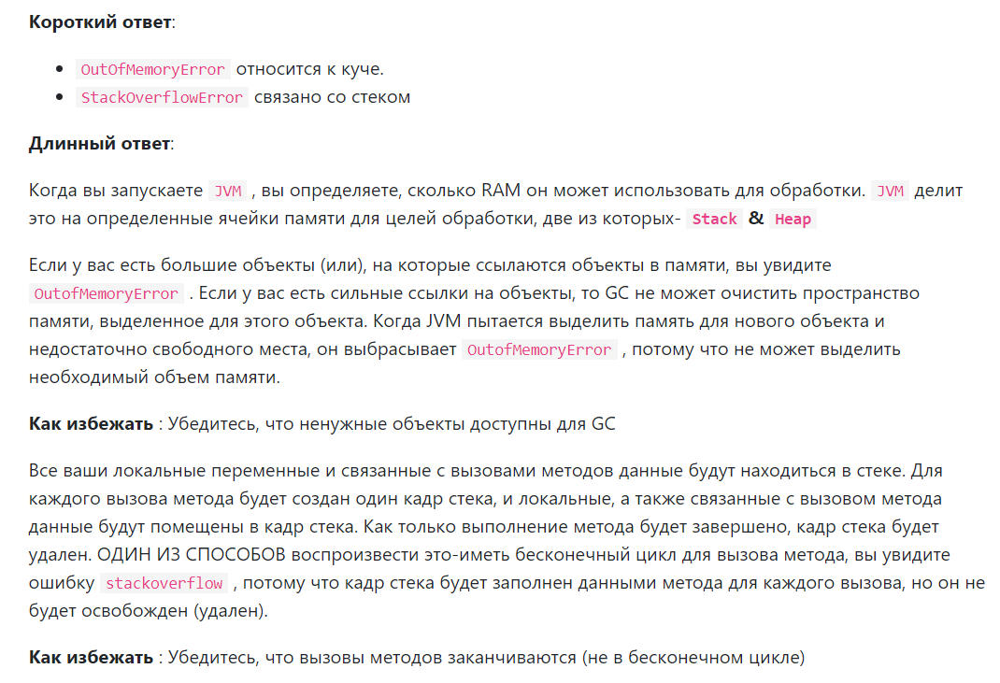 Короткий ответ:
OutOfMemoryError относится к куче.
StackOverflowError связано со стеком
Длинный ответ:
Когда вы запускаете JVM , вы определяете, сколько RAM он может использовать для обработки. JVM делит
это на определенные ячейки памяти для целей обработки, две из которых- Stack & Heap
Если у вас есть большие объекты (или), на которые ссылаются объекты в памяти, вы увидите
OutofMemoryError . Если у вас есть сильные ссылки на объекты, то GC не может очистить пространство
памяти, выделенное для этого объекта. Когда JVM пытается выделить память для нового объекта и
недостаточно свободного места, он выбрасывает OutofMemoryError , потому что не может выделить
необходимый объем памяти.
Как избежать : Убедитесь, что ненужные объекты доступны для GC
Все ваши локальные переменные и связанные с вызовами методов данные будут находиться в стеке. Для
каждого вызова метода будет создан один кадр стека, и локальные, а также связанные с вызовом метода
данные будут помещены в кадр стека. Как только выполнение метода будет завершено, кадр стека будет
удален. ОДИН ИЗ СПОСОБОВ воспроизвести это-иметь бесконечный цикл для вызова метода, вы увидите
ошибку stackoverflow , потому что кадр стека будет заполнен данными метода для каждого вызова, но он не
будет освобожден (удален).
Как избежать : Убедитесь, что вызовы методов заканчиваются (не в бесконечном цикле)